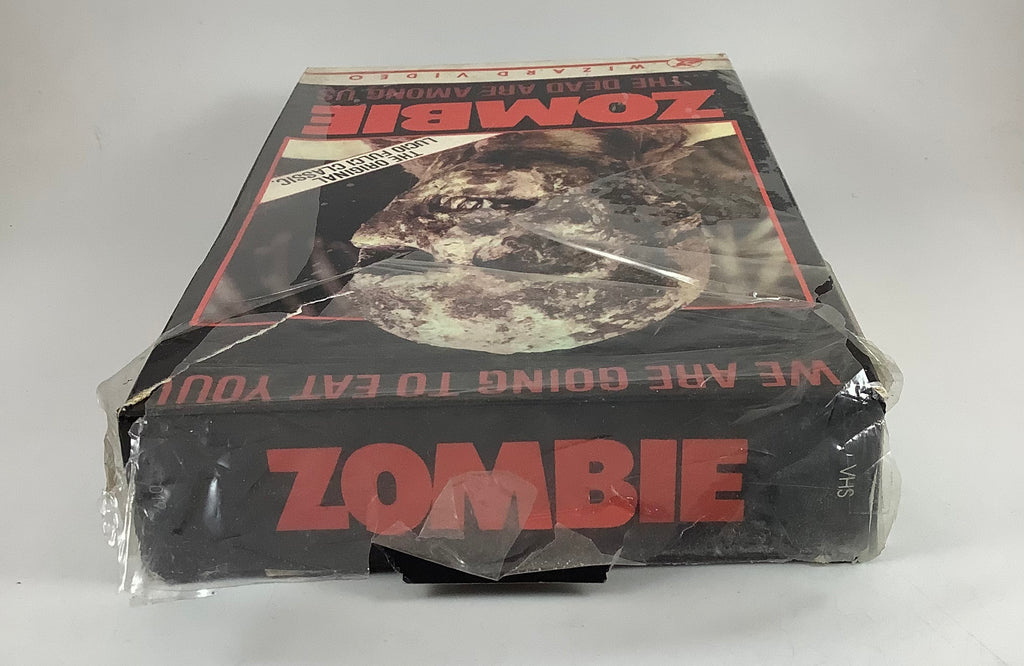 WIZARD VIDEO
THE DEAD ARE AMONG US
ZOMBIE
THE ORIGINAL
LUCIO FULCI CLASSIC.
WE ARE GOING TO EAT YOU!
ZOMBIE
VHS